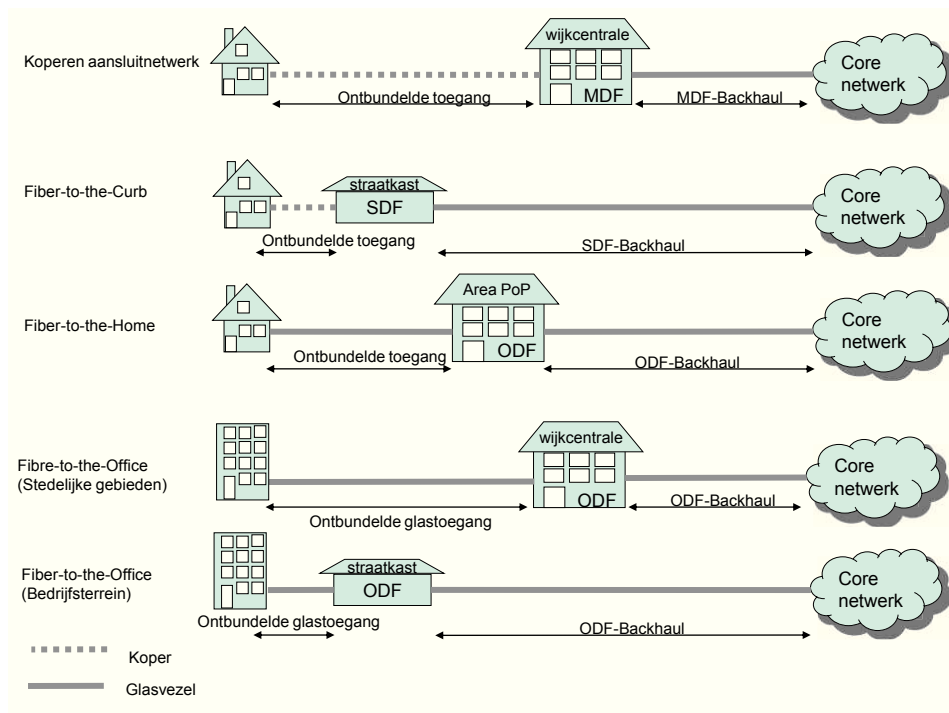 Koperen aansluitnetwerk
wijkcentrale
MDF
Core
netwerk
Ontbundelde toegang
MDF-Backhaul
Fiber-to-the-Curb
straatkast
SDF
Core
netwerk
Ontbundelde toegang
SDF-Backhaul
Fiber-to-the-Home
Area PoP
ODF
Core
netwerk
Ontbundelde toegang
ODF-Backhaul
Fibre-to-the-Office
(Stedelijke gebieden)
wijkcentrale
ODF
Core
netwerk
Ontbundelde glastoegang
ODF-Backhaul
Fiber-to-the-Office
(Bedrijfsterrein)
straatkast
ODF
Core
netwerk
Ontbundelde glastoegang
ODF-Backhaul
Koper
Glasvezel